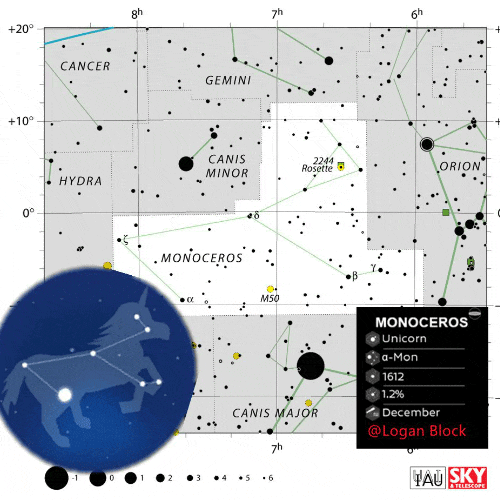 8ʰ
7ʰ
6ʰ
+20°
CANCER
GEMINI
+10°
CANIS
MINOR
2244
Rosette
ORION
HYDRA
0°
δ
ζ
MONOCEROS
γ
β
α
M50
MONOCEROS
Unicorn
α-Mon
1612
1.2%
December
@Logan Block
CANIS MAJOR
7ʰ
-1 0 1 2 3 4 5 6
IAU
SKY
& TELESCOPE